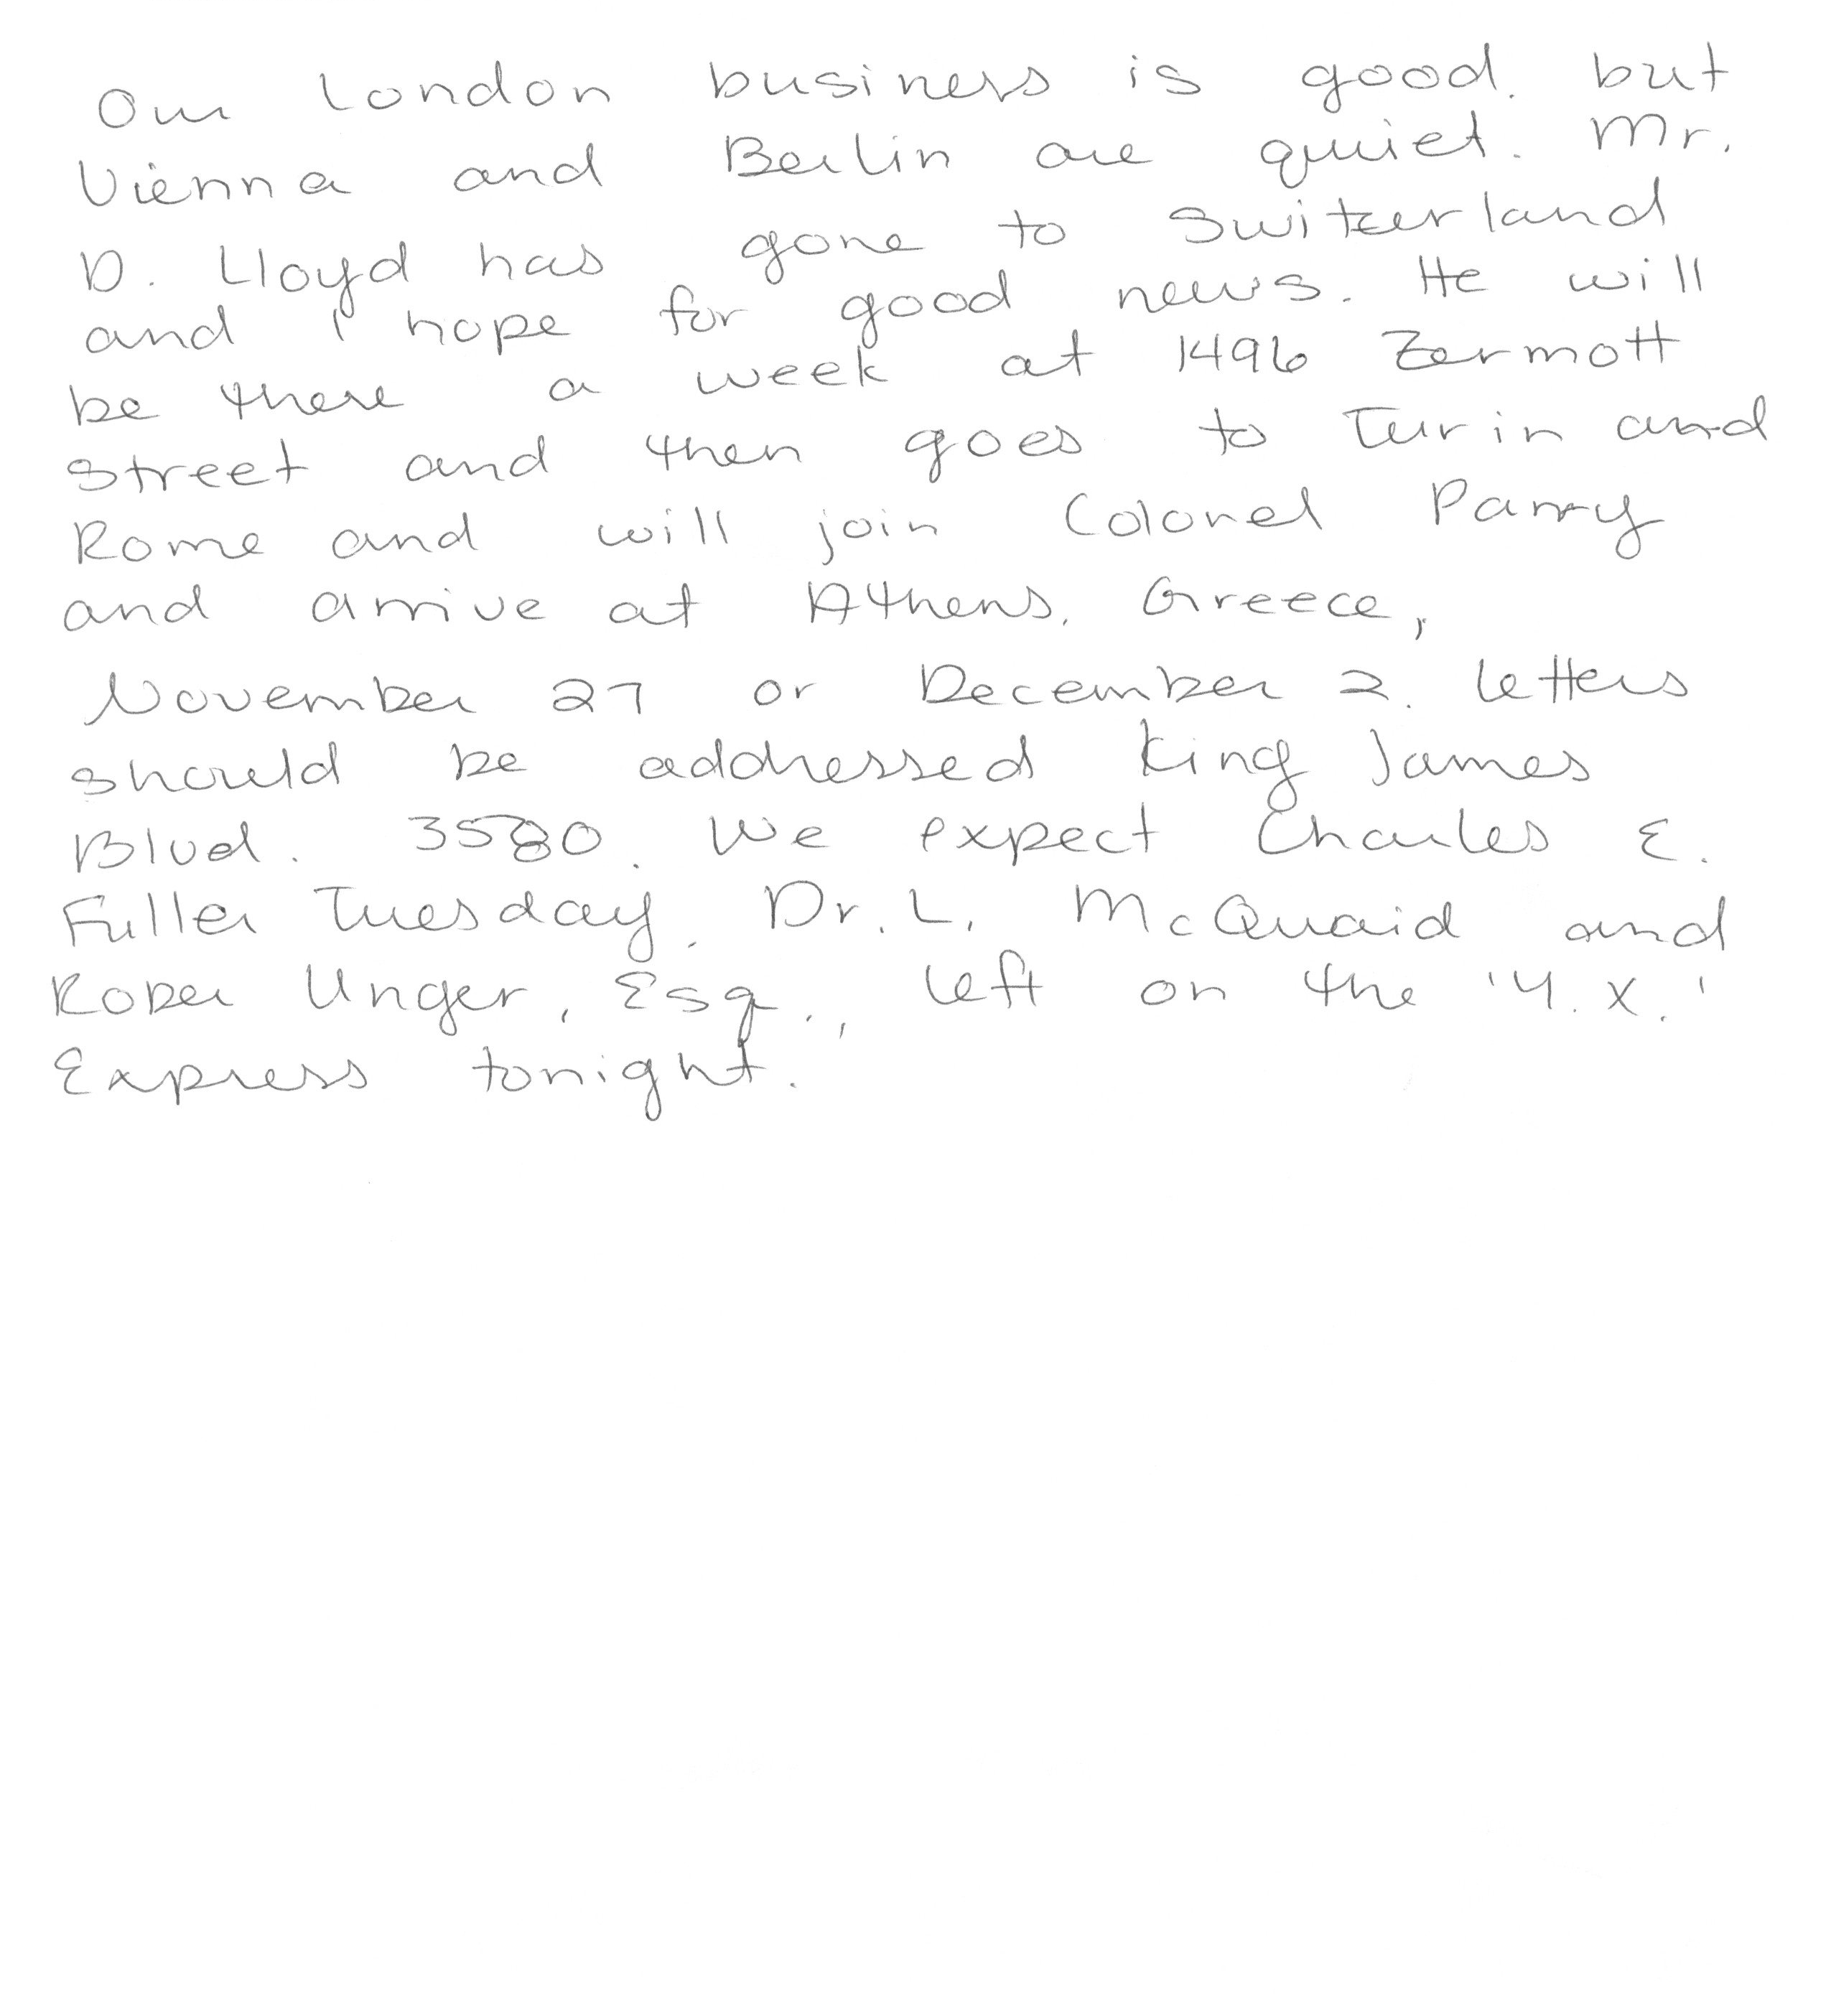 Our London business is good, but
Vienna and Berlin are quiet. Mr.
D. Lloyd has gone to Switzerland
and I hope for good news. He will
be there a week at 1496 Zermott
Street and then goes to Turin and
Rome and will join Colonel Parry
and arrive at Athens, Greece,
November 27 or December 2. Letters
should be addressed King James
Blvd. 3580. We expect Charles E.
Fuller Tuesday. Dr. L. McQuaid and
Rober Unger, Esq., left on the 'Y.X.'
Express tonight.